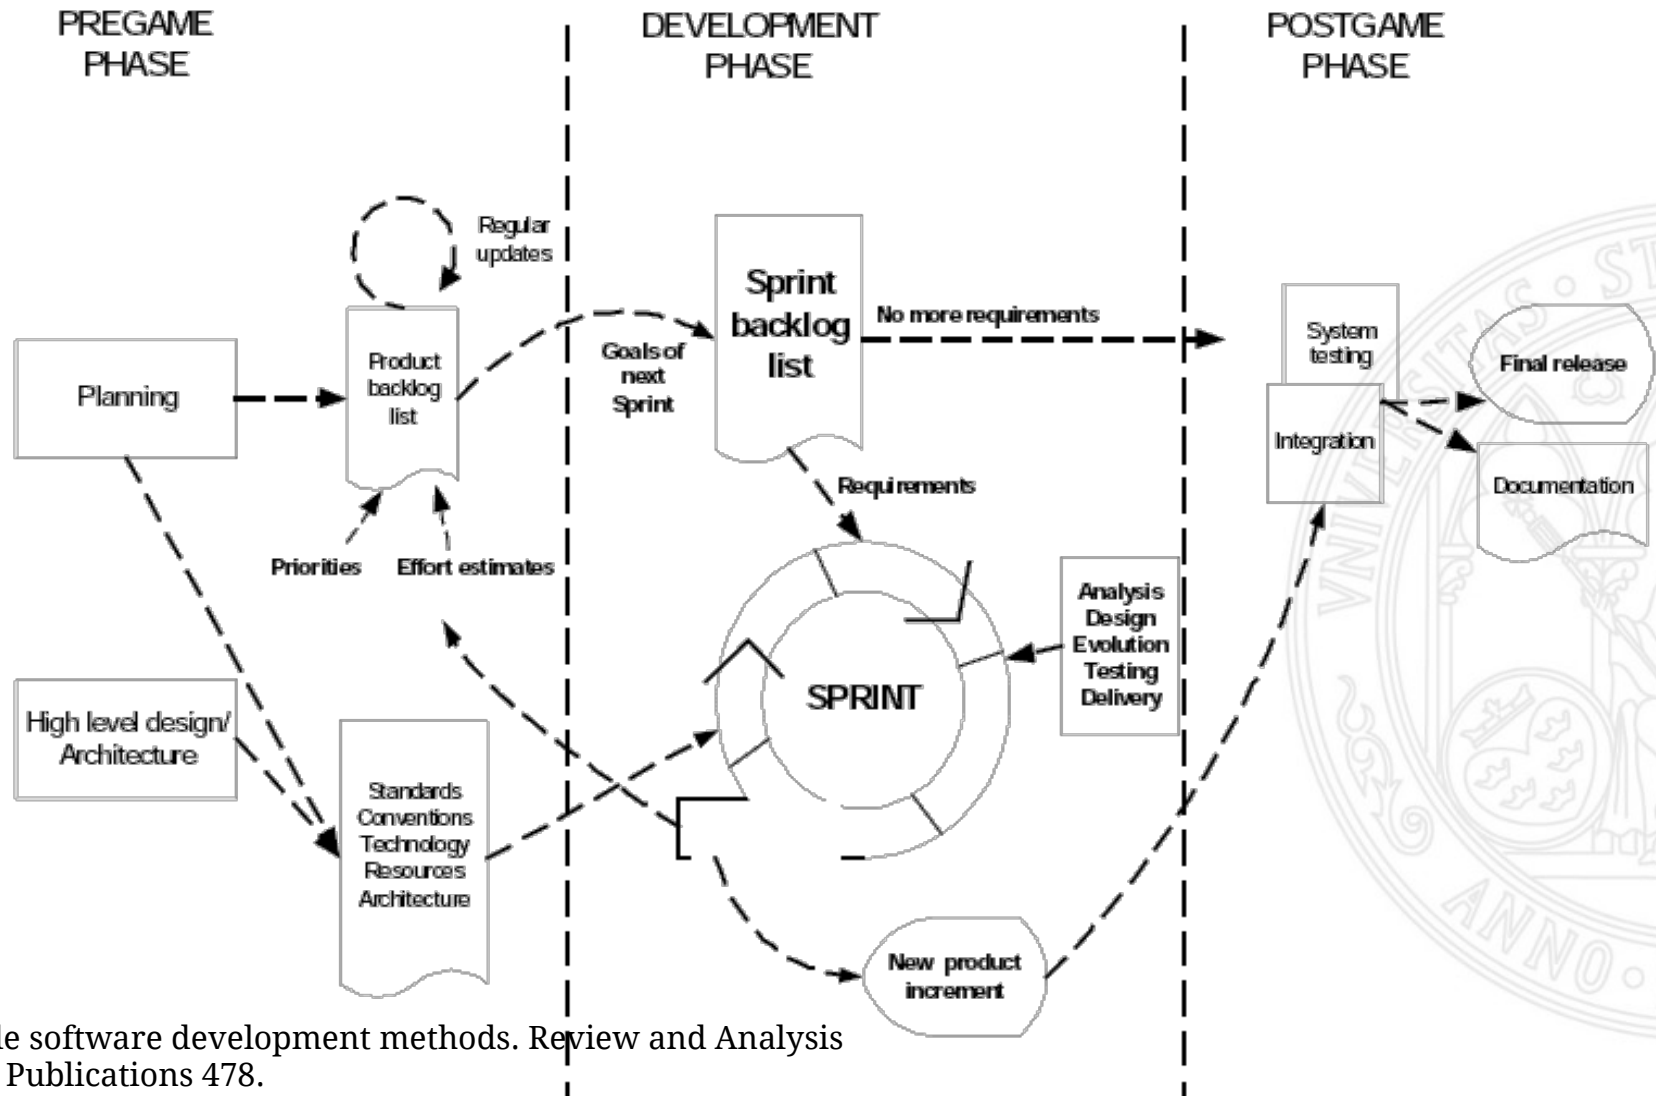 PREGAME
PHASE
DEVELOPMENT
PHASE
POSTGAME
PHASE
Regular
updates
Planning
Product
backlog
list
Priorities
Effort estimates
High level design/
Architecture
Standards
Conventions
Technology
Resources
Architecture
Goals of
next
Sprint
Sprint
backlog
list
No more requirements
Requirements
SPRINT
Analysis
Design
Evolution
Testing
Delivery
New product
increment
System
testing
Integration
Final release
Documentation
VNIVERSITAS • ST
ANNO •
software development methods. Review and Analysis
Publications 478.